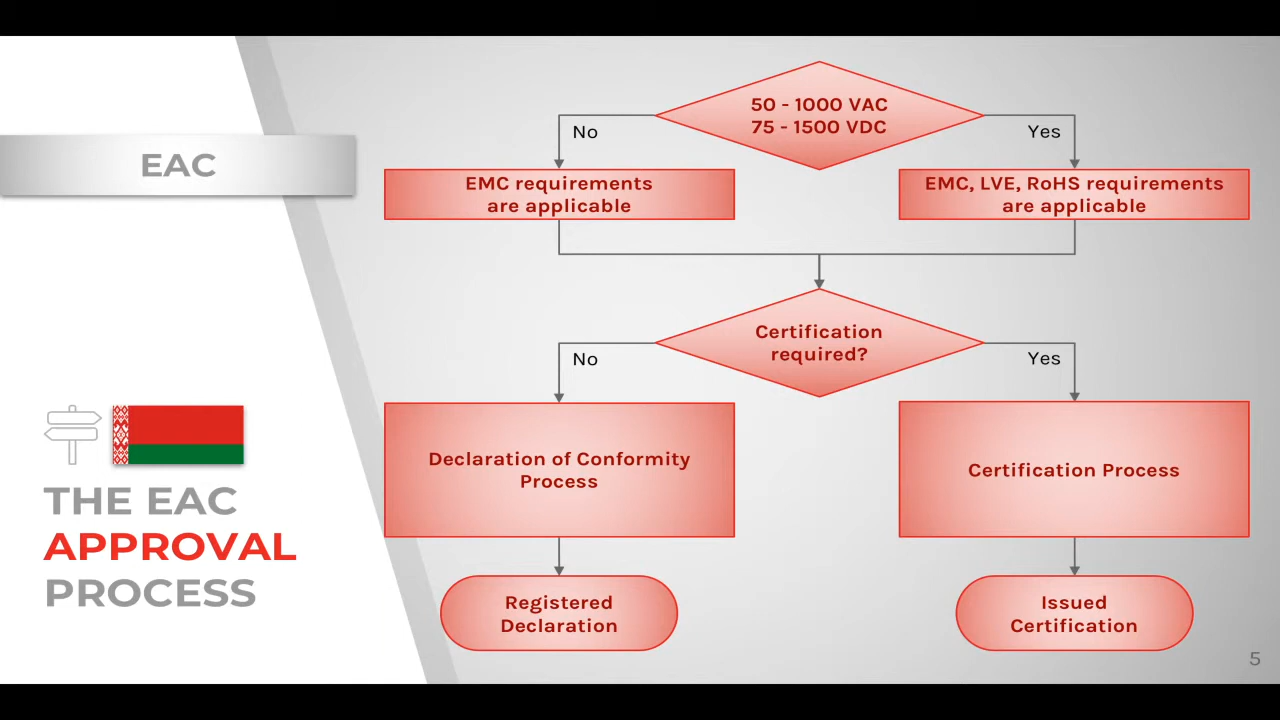 EAC
THE EAC
APPROVAL
PROCESS
50 - 1000 VAC
75 - 1500 VDC
No
Yes
EMC requirements
are applicable
EMC, LVE, RoHS requirements
are applicable
Certification
required?
No
Yes
Declaration of Conformity
Process
Certification Process
Registered
Declaration
Issued
Certification
5